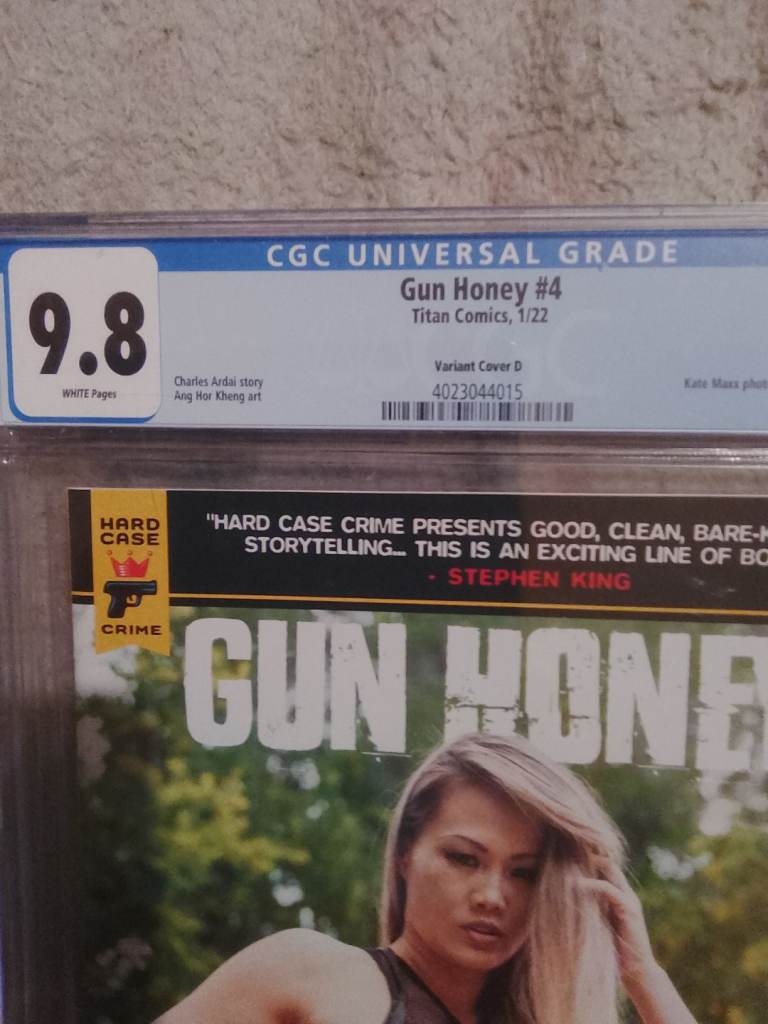 CGC UNIVERSAL GRADE
9.8
WHITE Pages
Gun Honey #4
Titan Comics, 1/22
Variant Cover D
4023044015
Charles Ardai story
Ang Hor Kheng art
Kate Maxx
HARD
CASE
CRIME
"HARD CASE CRIME PRESENTS GOOD, CLEAN,
STORYTELLING... THIS IS AN EXCITING LINE OF
- STEPHEN KING
GUN HONE